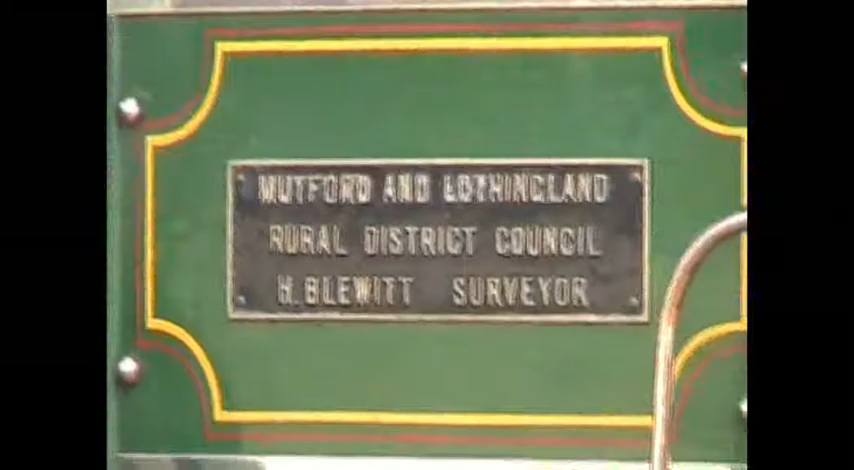 MUTFORD AND LOTHINGLAND
RURAL DISTRICT COUNCIL
H. BLEWITT SURVEYOR